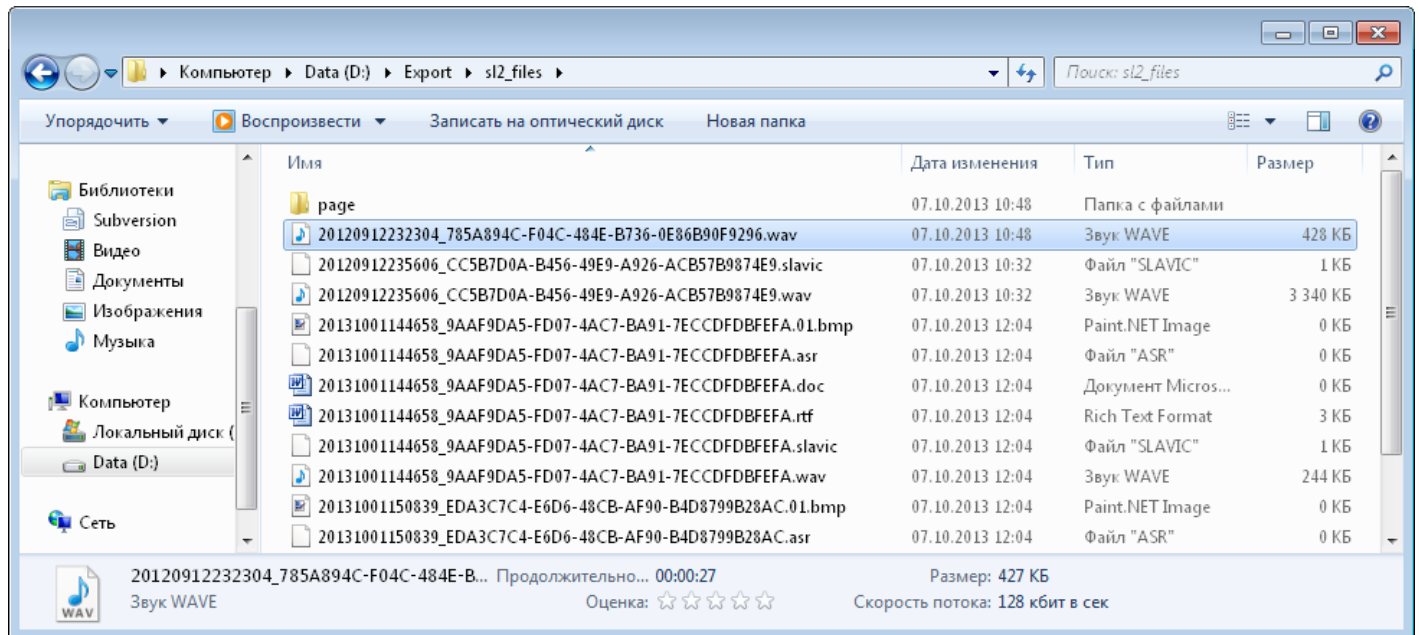 Компьютер Data (D:) Export sl2_files Поиск: sl2_files
Упорядочить Воспроизвести Записать на оптический диск Новая папка
Имя Дата изменения Тип Размер
Библиотеки
Subversion
Видео
Документы
Изображения
Музыка
Компьютер
Локальный диск (
Data (D:)
Сеть
page 07.10.2013 10:48 Папка с файлами
20120912232304_785A894C-F04C-484E-B736-0E86B90F9296.wav 07.10.2013 10:48 Звук WAVE 428 КБ
20120912235606_CC5B7D0A-B456-49E9-A926-ACB57B9874E9.slavic 07.10.2013 10:32 Файл "SLAVIC" 1 КБ
20120912235606_CC5B7D0A-B456-49E9-A926-ACB57B9874E9.wav 07.10.2013 10:32 Звук WAVE 3 340 КБ
20131001144658_9AAF9DA5-FD07-4AC7-BA91-7ECCDFDBFEFA.01.bmp 07.10.2013 12:04 Paint.NET Image 0 КБ
20131001144658_9AAF9DA5-FD07-4AC7-BA91-7ECCDFDBFEFA.asr 07.10.2013 12:04 Файл "ASR" 0 КБ
20131001144658_9AAF9DA5-FD07-4AC7-BA91-7ECCDFDBFEFA.doc 07.10.2013 12:04 Документ Micros... 0 КБ
20131001144658_9AAF9DA5-FD07-4AC7-BA91-7ECCDFDBFEFA.rtf 07.10.2013 12:04 Rich Text Format 3 КБ
20131001144658_9AAF9DA5-FD07-4AC7-BA91-7ECCDFDBFEFA.slavic 07.10.2013 12:04 Файл "SLAVIC" 1 КБ
20131001144658_9AAF9DA5-FD07-4AC7-BA91-7ECCDFDBFEFA.wav 07.10.2013 12:04 Звук WAVE 244 КБ
20131001150839_EDA3C7C4-E6D6-48CB-AF90-B4D8799B28AC.01.bmp 07.10.2013 12:04 Paint.NET Image 0 КБ
20131001150839_EDA3C7C4-E6D6-48CB-AF90-B4D8799B28AC.asr 07.10.2013 12:04 Файл "ASR" 0 КБ
20120912232304_785A894C-F04C-484E-B... Продолжительно... 00:00:27 Размер: 427 КБ
WAV Звук WAVE Оценка: Скорость потока: 128 кбит в сек